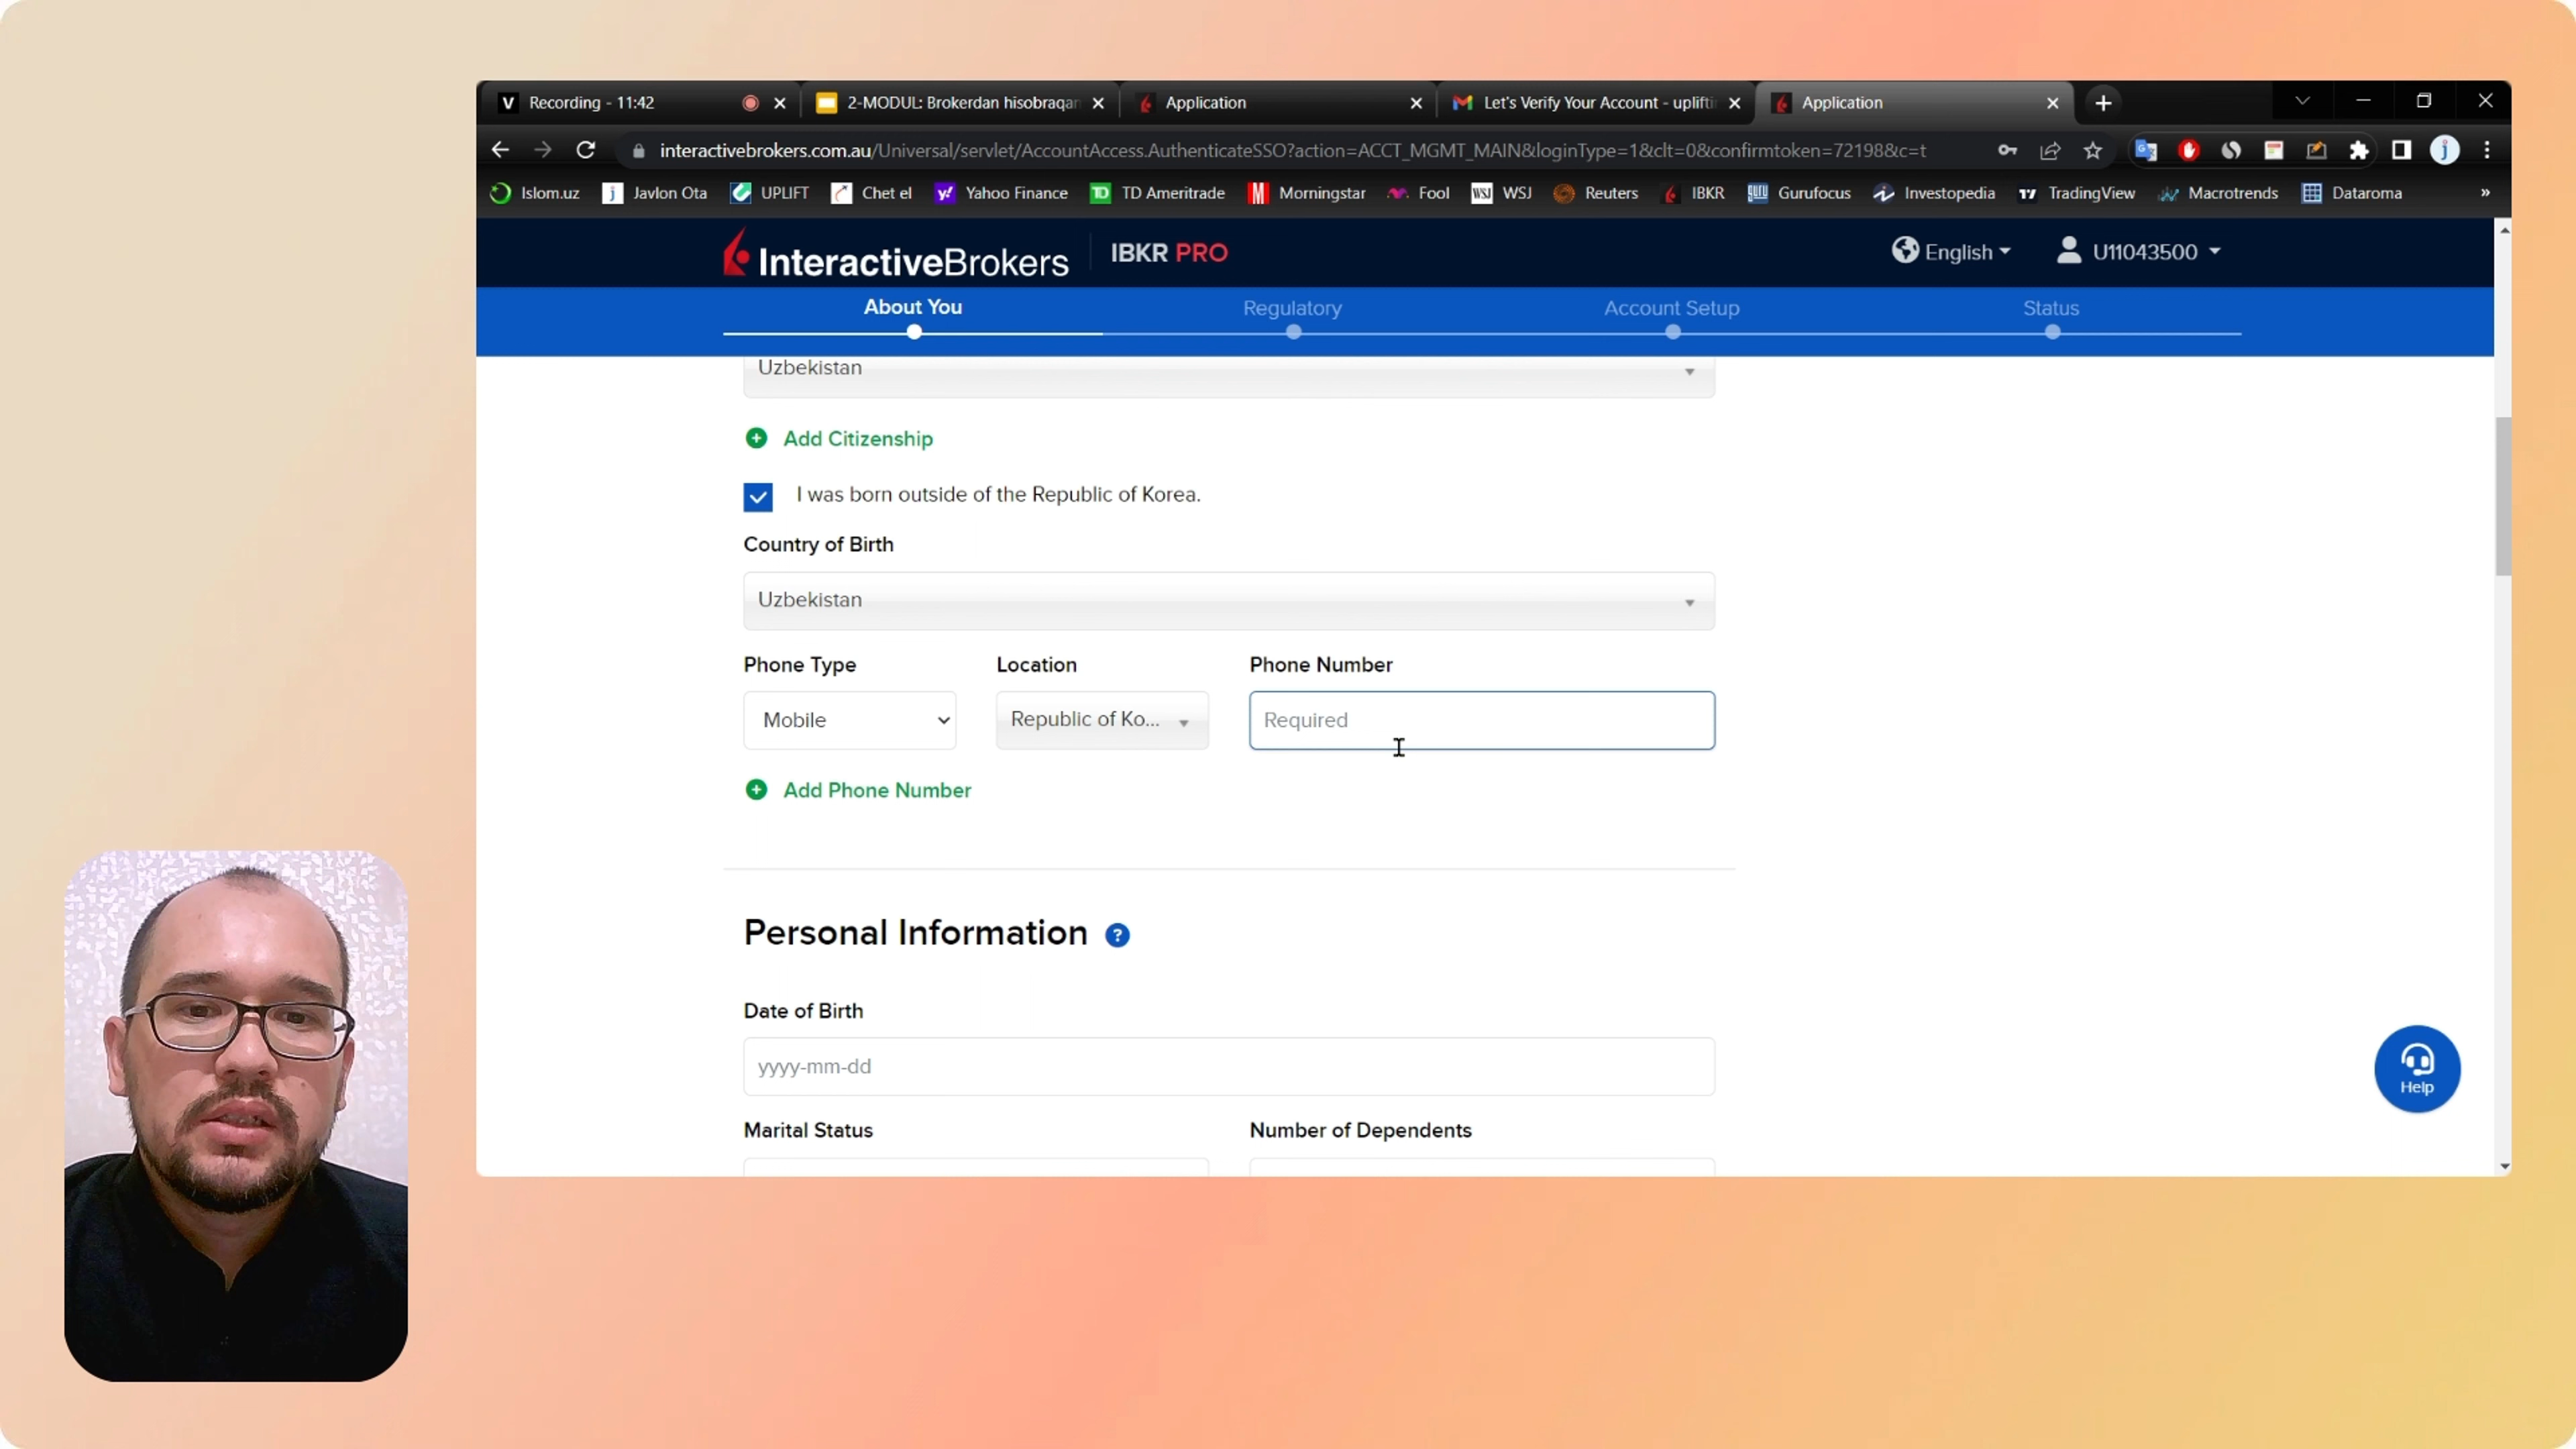 Recording - 11:42
2-MODUL: Brokerdan hisobraqan
Application
Let's Verify Your Account - uplifti
Application
interactivebrokers.com.au/Universal/servlet/AccountAccess.AuthenticateSSO?action=ACCT_MGMT_MAIN&loginType=1&clt=0&confirmtoken=72198&c=t
Islom.uz
Javlon Ota
UPLIFT
Chet el
Yahoo Finance
TD Ameritrade
Morningstar
Fool
WSJ
Reuters
IBKR
Gurufocus
Investopedia
TradingView
Macrotrends
Dataroma
»
InteractiveBrokers
IBKR PRO
English
U11043500
About You
Regulatory
Account Setup
Status
Uzbekistan
Add Citizenship
I was born outside of the Republic of Korea.
Country of Birth
Uzbekistan
Phone Type
Location
Phone Number
Mobile
Republic of Ko...
Required
Add Phone Number
Personal Information ?
Date of Birth
yyyy-mm-dd
Marital Status
Number of Dependents
Help